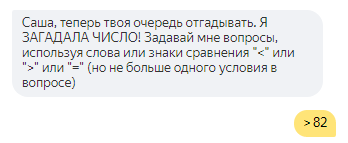 Саша, теперь твоя очередь отгадывать. Я
ЗАГАДАЛА ЧИСЛО! Задавай мне вопросы,
используя слова или знаки сравнения "<" или
">" или "=" (но не больше одного условия в
вопросе)
> 82